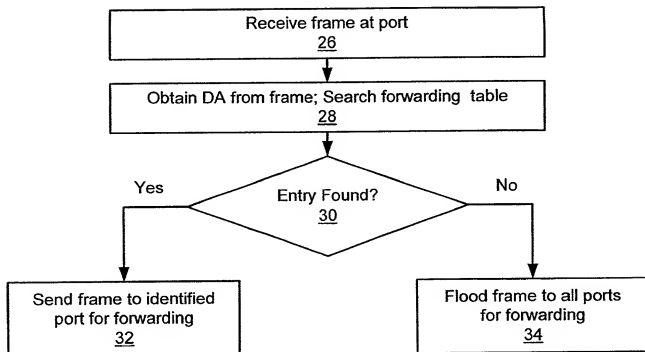 Receive frame at port
26
Obtain DA from frame; Search forwarding table
28
Entry Found?
30
Yes
No
Send frame to identified
port for forwarding
32
Flood frame to all ports
for forwarding
34